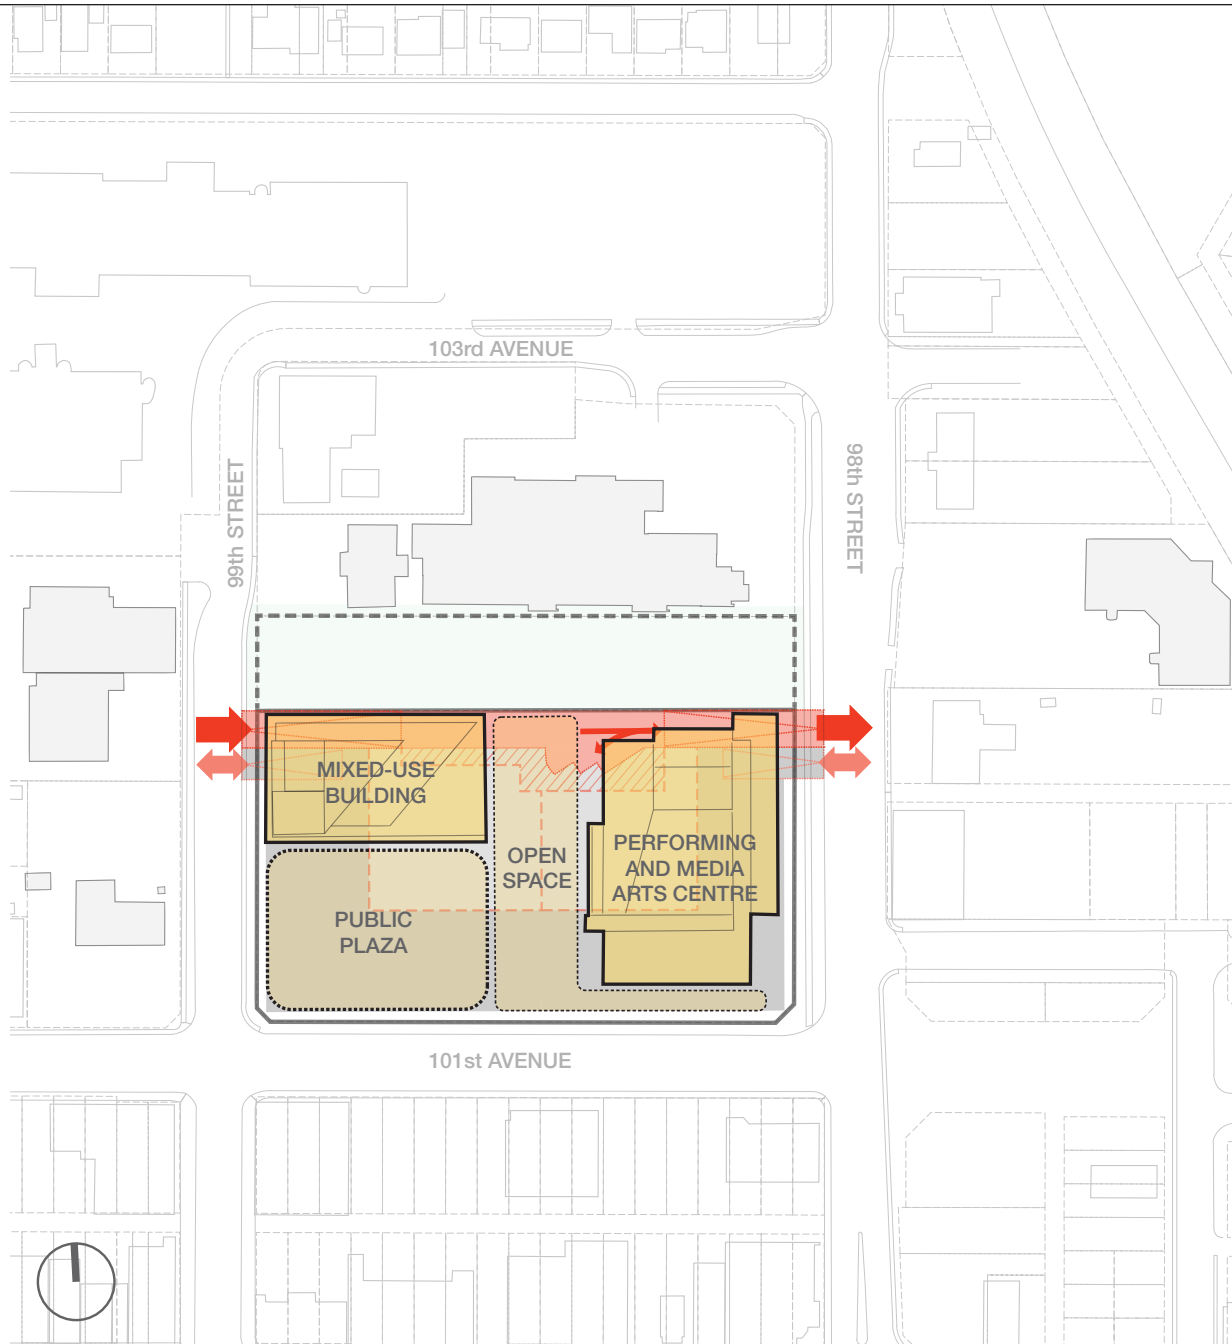 103rd AVENUE
99th STREET
98th STREET
MIXED-USE
BUILDING
OPEN
SPACE
PERFORMING
AND MEDIA
ARTS CENTRE
PUBLIC
PLAZA
101st AVENUE